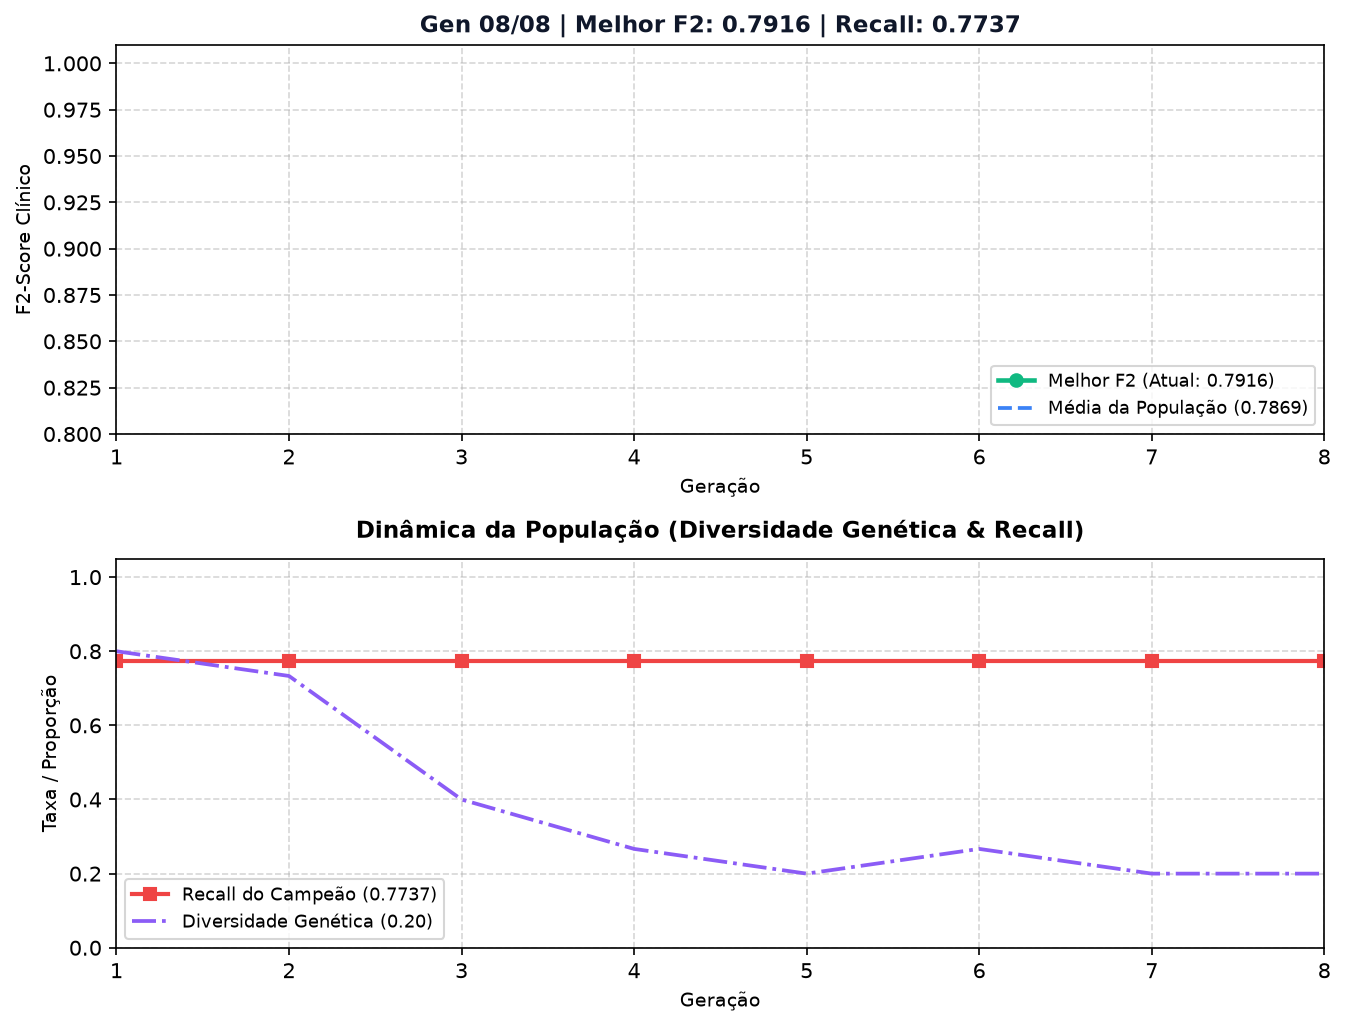 Gen 08/08 | Melhor F2: 0.7916 | Recall: 0.7737
1.000
0.975
0.950
0.925
0.900
0.875
0.850
0.825
0.800
F2-Score Clínico
Melhor F2 (Atual: 0.7916)
Média da População (0.7869)
1 2 3 4 5 6 7 8
Geração
Dinâmica da População (Diversidade Genética & Recall)
1.0
0.8
0.6
0.4
0.2
0.0
Taxa / Proporção
Recall do Campeão (0.7737)
Diversidade Genética (0.20)
1 2 3 4 5 6 7 8
Geração